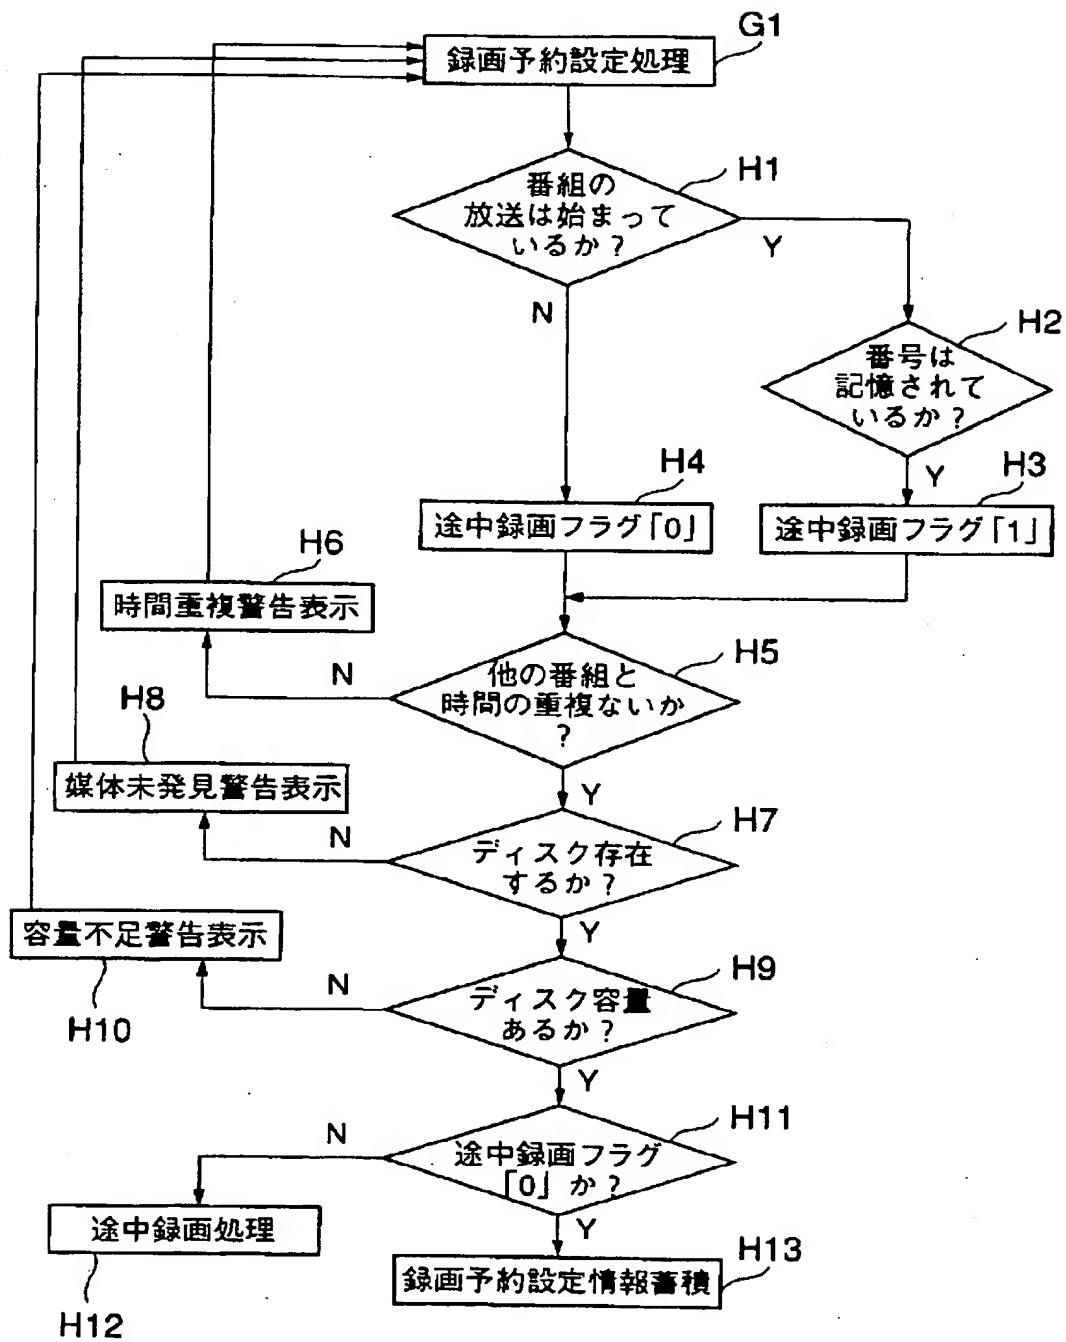 G1
録画予約設定処理
H1
番組の
放送は始まって
いるか?
Y
N
H2
番号は
記憶されて
いるか?
Y
H3
途中録画フラグ「1」
H4
途中録画フラグ「0」
H6
時間重複警告表示
H5
他の番組と
時間の重複ないか
?
N
Y
H8
媒体未発見警告表示
H7
ディスク存在
するか?
N
Y
容量不足警告表示
H10
H9
ディスク容量
あるか?
N
Y
H11
途中録画フラグ
「0」か?
N
Y
途中録画処理
H12
H13
録画予約設定情報蓄積